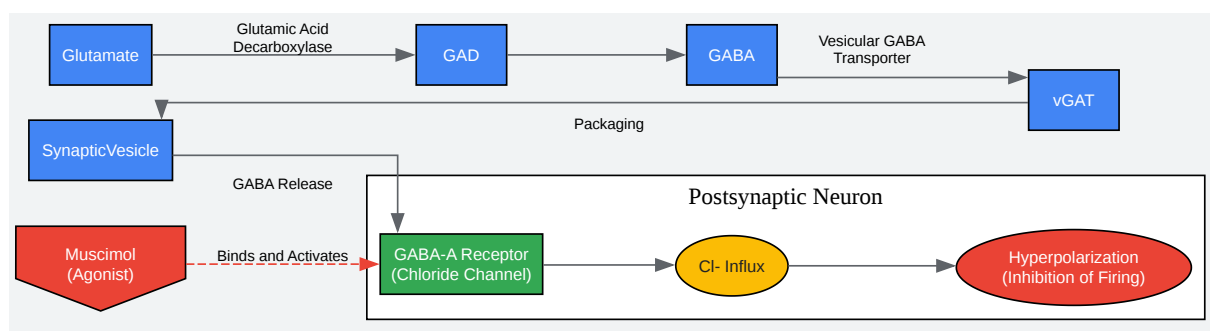 Glutamate
Glutamic Acid
Decarboxylase
GAD
GABA
Vesicular GABA
Transporter
vGAT
Packaging
SynapticVesicle
GABA Release
Postsynaptic Neuron
Muscimol
(Agonist)
Binds and Activates
GABA-A Receptor
(Chloride Channel)
Cl- Influx
Hyperpolarization
(Inhibition of Firing)